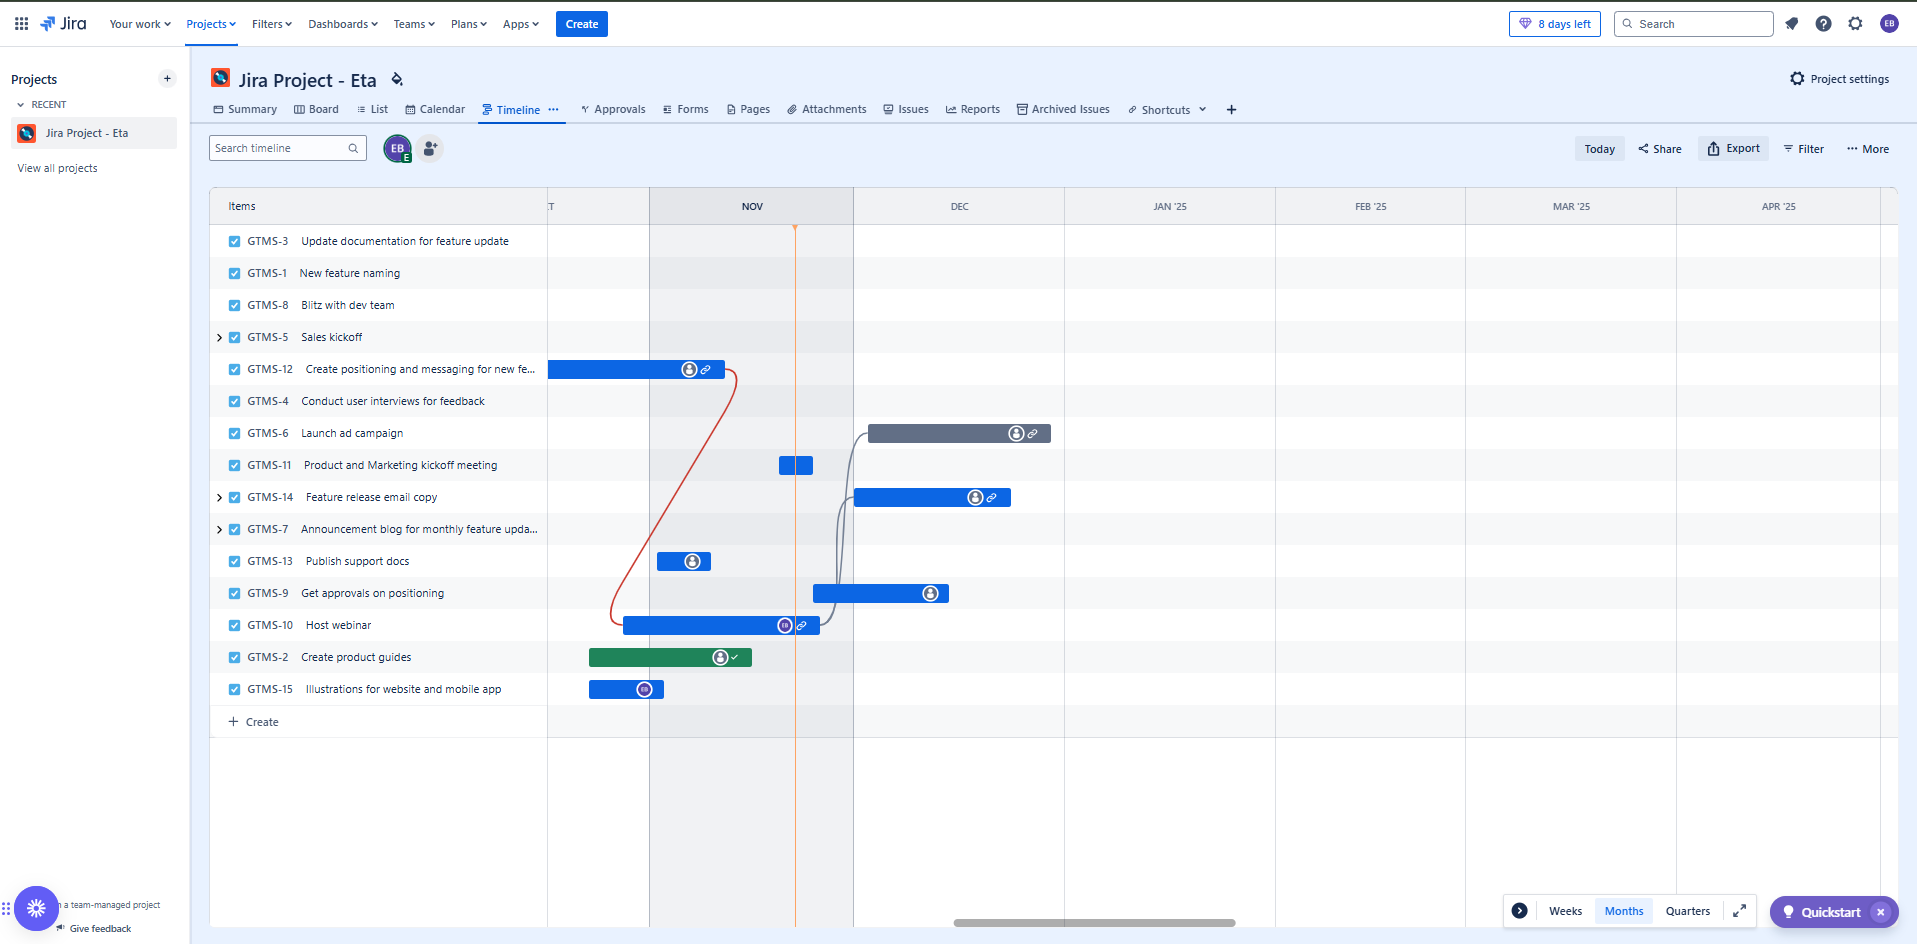 Jira Your work Projects Filters Dashboards Teams Plans Apps Create 8 days left Search EB
Projects
RECENT
Jira Project - Eta
View all projects
Jira Project - Eta Project settings
Summary Board List Calendar Timeline Approvals Forms Pages Attachments Issues Reports Archived Issues Shortcuts
Search timeline EB E Today Share Export Filter More
Items NOV DEC JAN '25 FEB '25 MAR '25 APR '25
GTMS-3 Update documentation for feature update
GTMS-1 New feature naming
GTMS-8 Blitz with dev team
GTMS-5 Sales kickoff
GTMS-12 Create positioning and messaging for new fe...
GTMS-4 Conduct user interviews for feedback
GTMS-6 Launch ad campaign
GTMS-11 Product and Marketing kickoff meeting
GTMS-14 Feature release email copy
GTMS-7 Announcement blog for monthly feature upda...
GTMS-13 Publish support docs
GTMS-9 Get approvals on positioning
GTMS-10 Host webinar EB
GTMS-2 Create product guides
GTMS-15 Illustrations for website and mobile app EB
Create
a team-managed project
Give feedback
Weeks Months Quarters Quickstart